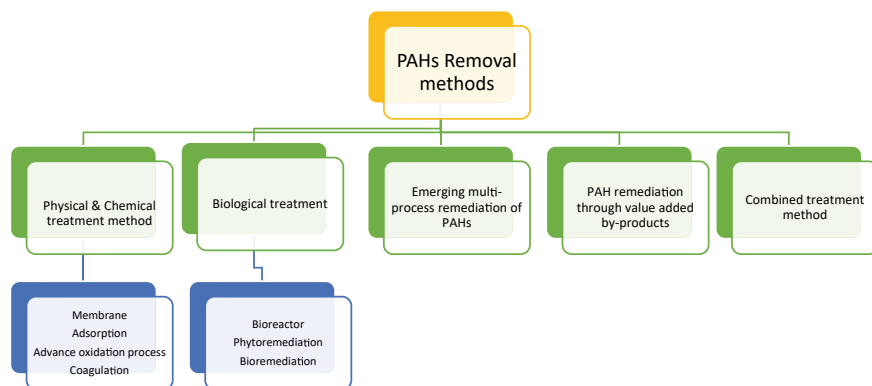 PAHs Removal
methods
Physical & Chemical
treatment method
Biological treatment
Emerging multi-
process remediation of
PAHs
PAH remediation
through value added
by-products
Combined treatment
method
Membrane
Adsorption
Advance oxidation process
Coagulation
Bioreactor
Phytoremediation
Bioremediation